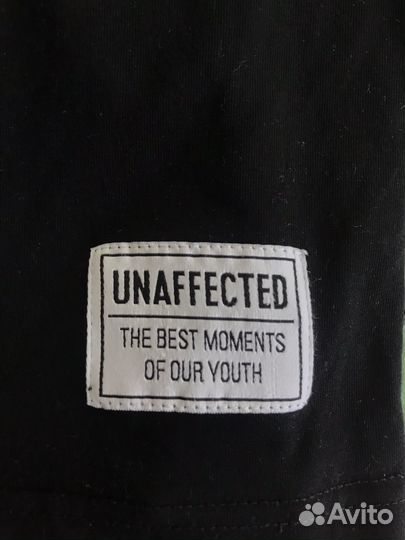 UNAFFECTED
THE BEST MOMENTS
OF OUR YOUTH
Avito